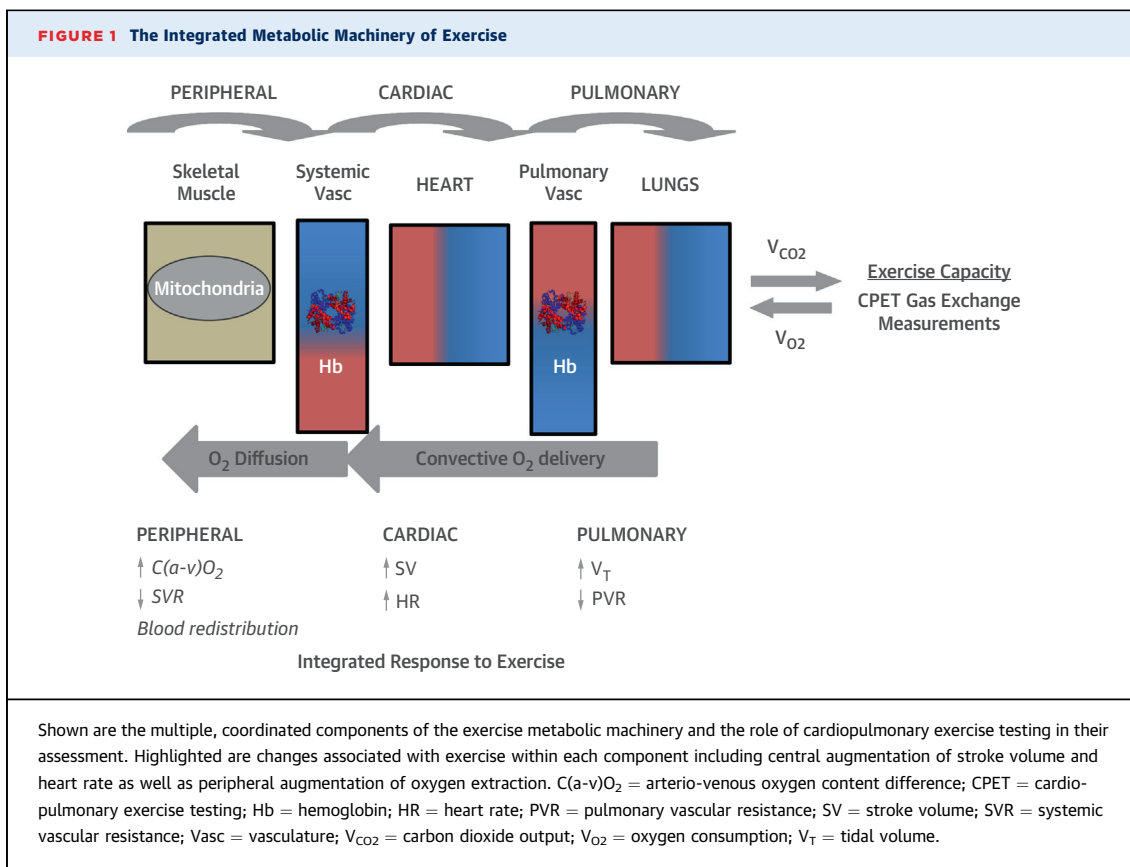 FIGURE 1 The Integrated Metabolic Machinery of Exercise
PERIPHERAL CARDIAC PULMONARY
Skeletal Muscle
Systemic Vasc
HEART
Pulmonary Vasc
LUNGS
Mitochondria
Hb
Hb
VCO2
VO2
Exercise Capacity
CPET Gas Exchange
Measurements
O2 Diffusion
Convective O2 delivery
PERIPHERAL
↑ C(a-v)O2
↓ SVR
Blood redistribution
CARDIAC
↑ SV
↑ HR
PULMONARY
↑ VT
↓ PVR
Integrated Response to Exercise
Shown are the multiple, coordinated components of the exercise metabolic machinery and the role of cardiopulmonary exercise testing in their
assessment. Highlighted are changes associated with exercise within each component including central augmentation of stroke volume and
heart rate as well as peripheral augmentation of oxygen extraction. C(a-v)O2 = arterio-venous oxygen content difference; CPET = cardio-
pulmonary exercise testing; Hb = hemoglobin; HR = heart rate; PVR = pulmonary vascular resistance; SV = stroke volume; SVR = systemic
vascular resistance; Vasc = vasculature; VCO2 = carbon dioxide output; VO2 = oxygen consumption; VT = tidal volume.